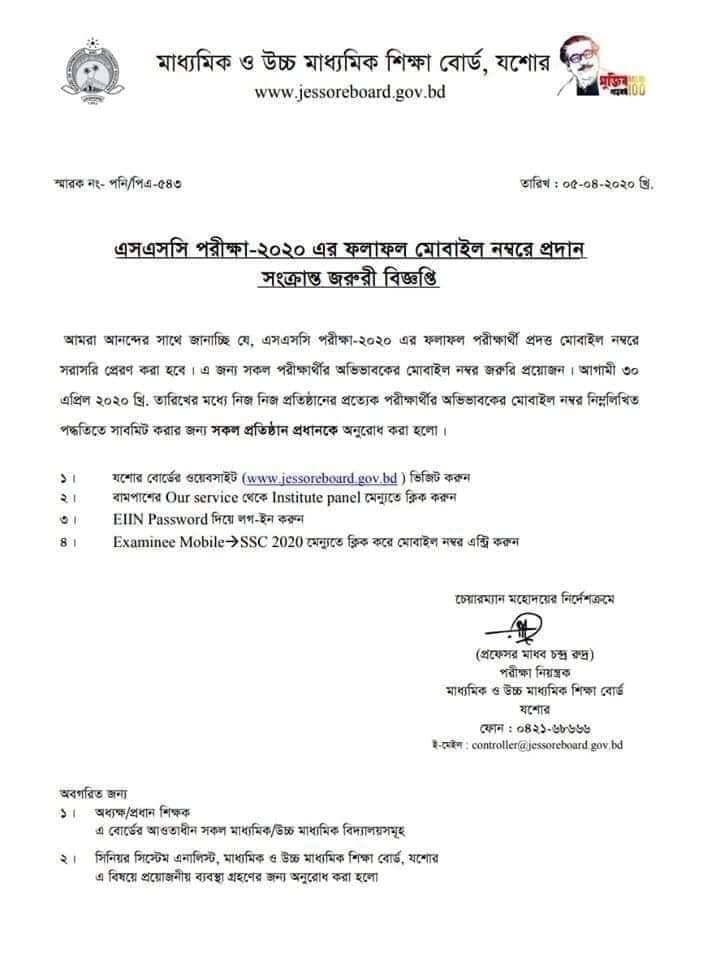 মাধ্যমিক ও উচ্চ মাধ্যমিক শিক্ষা বোর্ড, যশোর
www.jessoreboard.gov.bd
মুজিব
100
স্মারক নং- পনি/পিএ-৫৪৩
তারিখ : ০৫-০৪-২০২০ খ্রি.
এসএসসি পরীক্ষা-২০২০ এর ফলাফল মোবাইল নম্বরে প্রদান
সংক্রান্ত জরুরী বিজ্ঞপ্তি
আমরা আনন্দের সাথে জানাচ্ছি যে, এসএসসি পরীক্ষা-২০২০ এর ফলাফল পরীক্ষার্থী প্রদত্ত মোবাইল নম্বরে
সরাসরি প্রেরণ করা হবে। এ জন্য সকল পরীক্ষার্থীর অভিভাবকের মোবাইল নম্বর জরুরি প্রয়োজন। আগামী ৩০
এপ্রিল ২০২০ খ্রি. তারিখের মধ্যে নিজ নিজ প্রতিষ্ঠানের প্রত্যেক পরীক্ষার্থীর অভিভাবকের মোবাইল নম্বর নিম্নলিখিত
পদ্ধতিতে সাবমিট করার জন্য সকল প্রতিষ্ঠান প্রধানকে অনুরোধ করা হলো।
১। যশোর বোর্ডের ওয়েবসাইট (www.jessoreboard.gov.bd ) ভিজিট করুন
২। বামপাশের Our service থেকে Institute panel মেন্যুতে ক্লিক করুন
৩। EIIN Password দিয়ে লগ-ইন করুন
৪। Examinee Mobile→SSC 2020 মেন্যুতে ক্লিক করে মোবাইল নম্বর এন্ট্রি করুন
চেয়ারম্যান মহোদয়ের নির্দেশক্রমে
(প্রফেসর মাধব চন্দ্র রুদ্র)
পরীক্ষা নিয়ন্ত্রক
মাধ্যমিক ও উচ্চ মাধ্যমিক শিক্ষা বোর্ড
যশোর
ফোন : ০৪২১-৬৮৬৬৬
ই-মেইল : controller@jessoreboard.gov.bd
অবগরিত জন্য
১। অধ্যক্ষ/প্রধান শিক্ষক
এ বোর্ডের আওতাধীন সকল মাধ্যমিক/উচ্চ মাধ্যমিক বিদ্যালয়সমূহ
২। সিনিয়র সিস্টেম এনালিস্ট, মাধ্যমিক ও উচ্চ মাধ্যমিক শিক্ষা বোর্ড, যশোর
এ বিষয়ে প্রয়োজনীয় ব্যবস্থা গ্রহণের জন্য অনুরোধ করা হলো